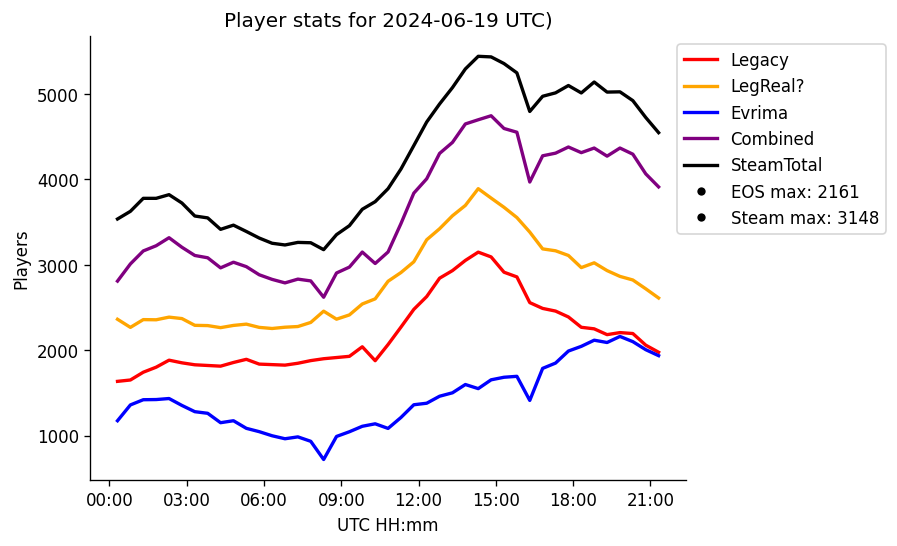 Player stats for 2024-06-19 UTC)
Legacy
LegReal?
Evrima
Combined
SteamTotal
EOS max: 2161
Steam max: 3148
Players
5000
4000
3000
2000
1000
00:00 03:00 06:00 09:00 12:00 15:00 18:00 21:00
UTC HH:mm